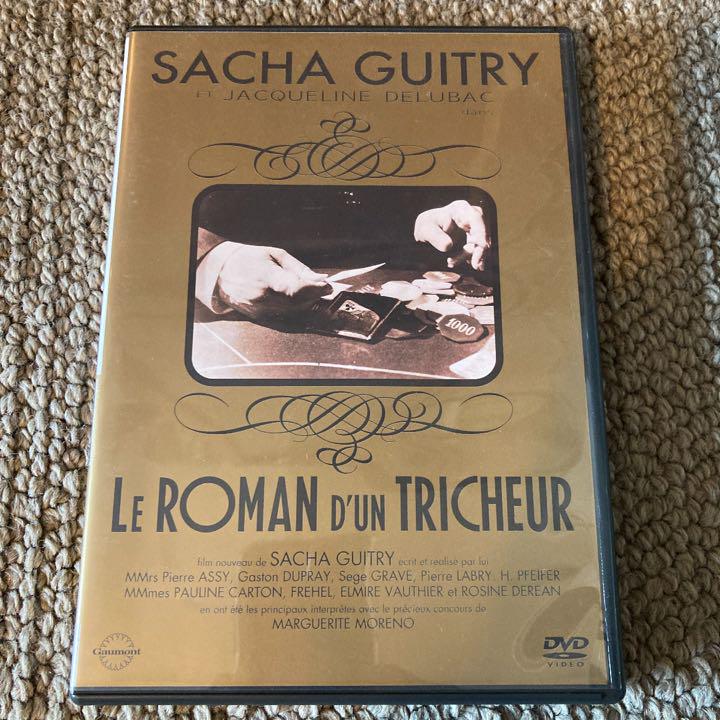 SACHA GUITRY
ET JACQUELINE DELUBAC
dans
1000
LE ROMAN D'UN TRICHEUR
film nouveau de SACHA GUITRY écrit et réalisé par lui
MMrs Pierre ASSY, Gaston DUPRAY, Sege GRAVE, Pierre LABRY. H. PFEIFER
MMmes PAULINE CARTON, FREHEL, ELMIRE VAUTHIER et ROSINE DEREAN
en ont été les principaux interprètes avec le précieux concours de
MARGUERITE MORENO
Gaumont
DVD
VIDEO